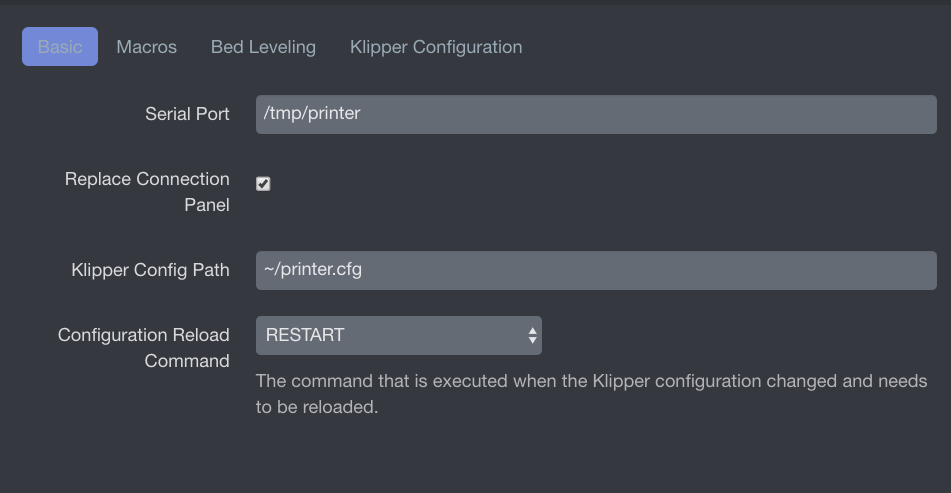 Basic Macros Bed Leveling Klipper Configuration
Serial Port /tmp/printer
Replace Connection
Panel
Klipper Config Path ~/printer.cfg
Configuration Reload RESTART
Command
The command that is executed when the Klipper configuration changed and needs
to be reloaded.